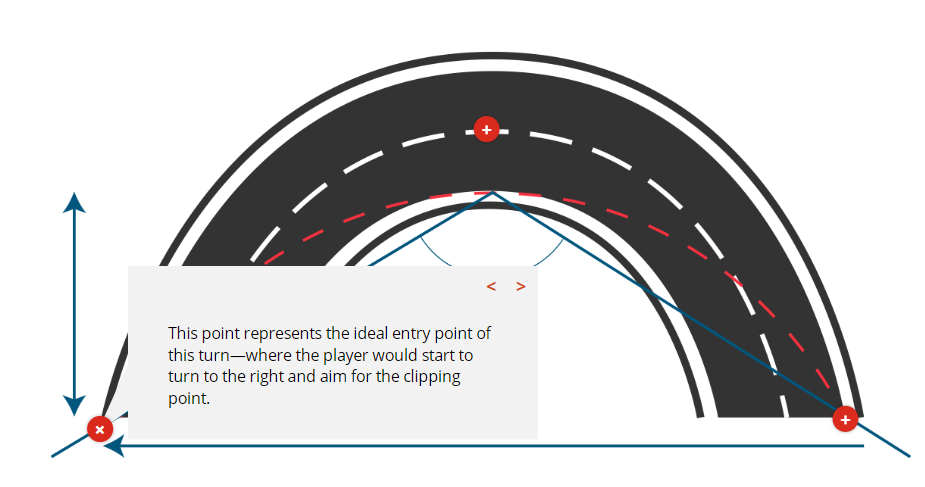 < >
This point represents the ideal entry point of
this turn—where the player would start to
turn to the right and aim for the clipping
point.